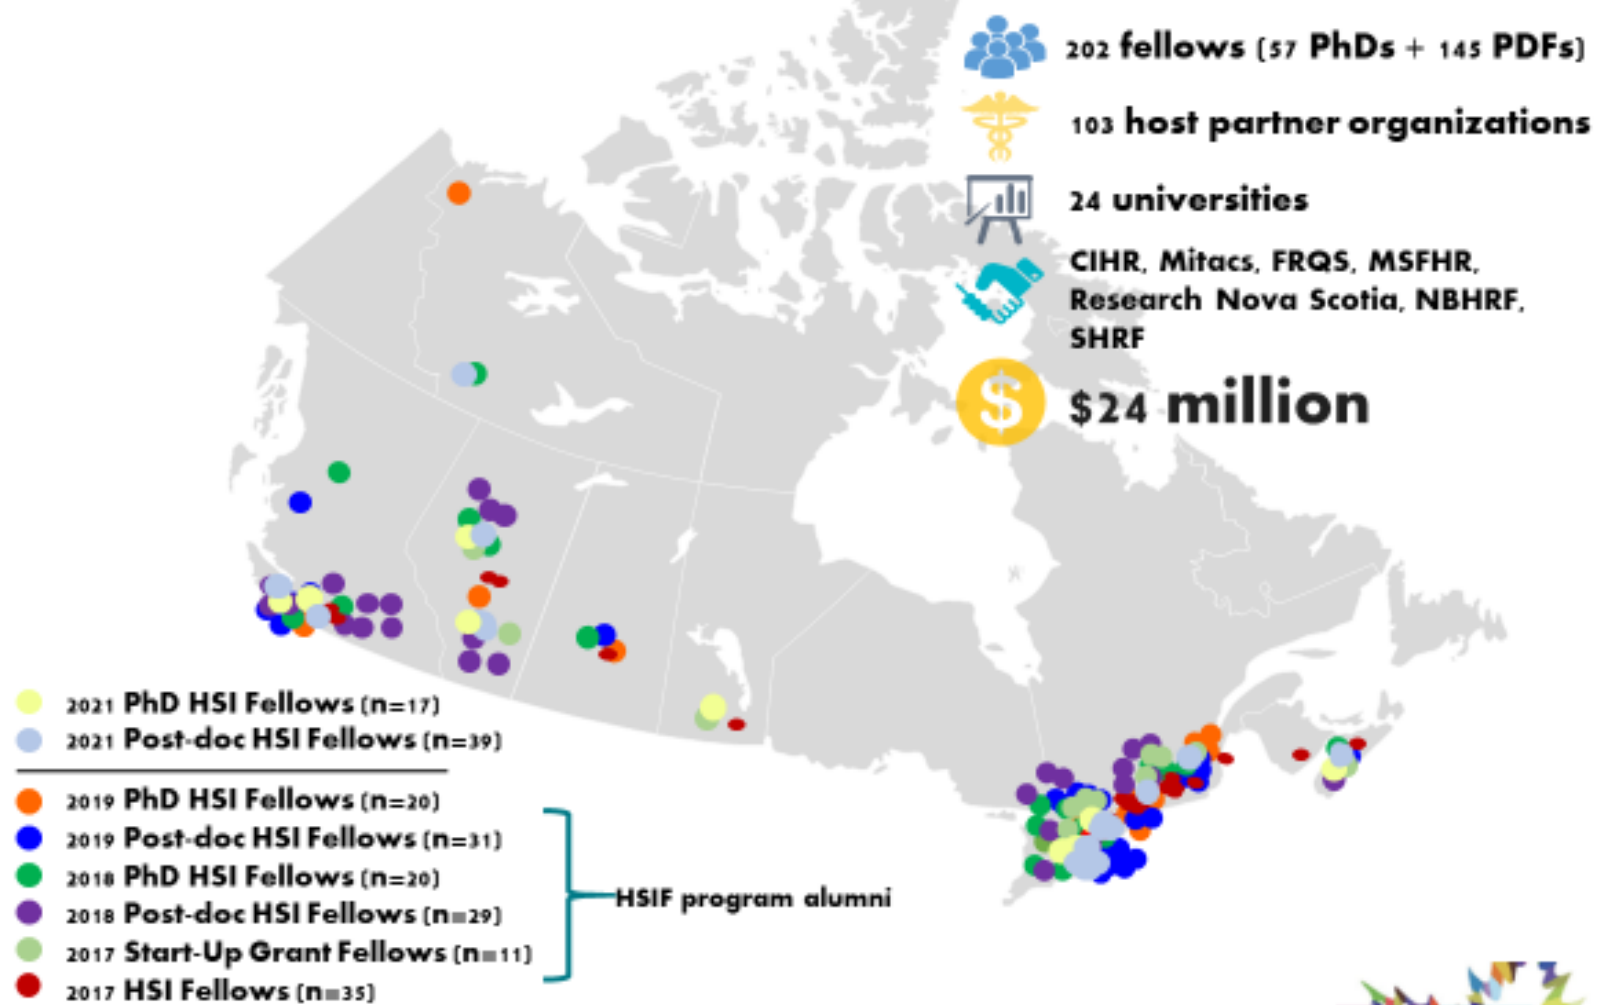 202 fellows (57 PhDs + 145 PDFs)
103 host partner organizations
24 universities
CIHR, Mitacs, FRQS, MSFHR,
Research Nova Scotia, NBHRF,
SHRF
$24 million
2021 PhD HSI Fellows (n=17)
2021 Post-doc HSI Fellows (n=39)
2019 PhD HSI Fellows (n=20)
2019 Post-doc HSI Fellows (n=31)
2018 PhD HSI Fellows (n=20)
2018 Post-doc HSI Fellows (n=29)
2017 Start-Up Grant Fellows (n=11)
2017 HSI Fellows (n=35)
HSIF program alumni